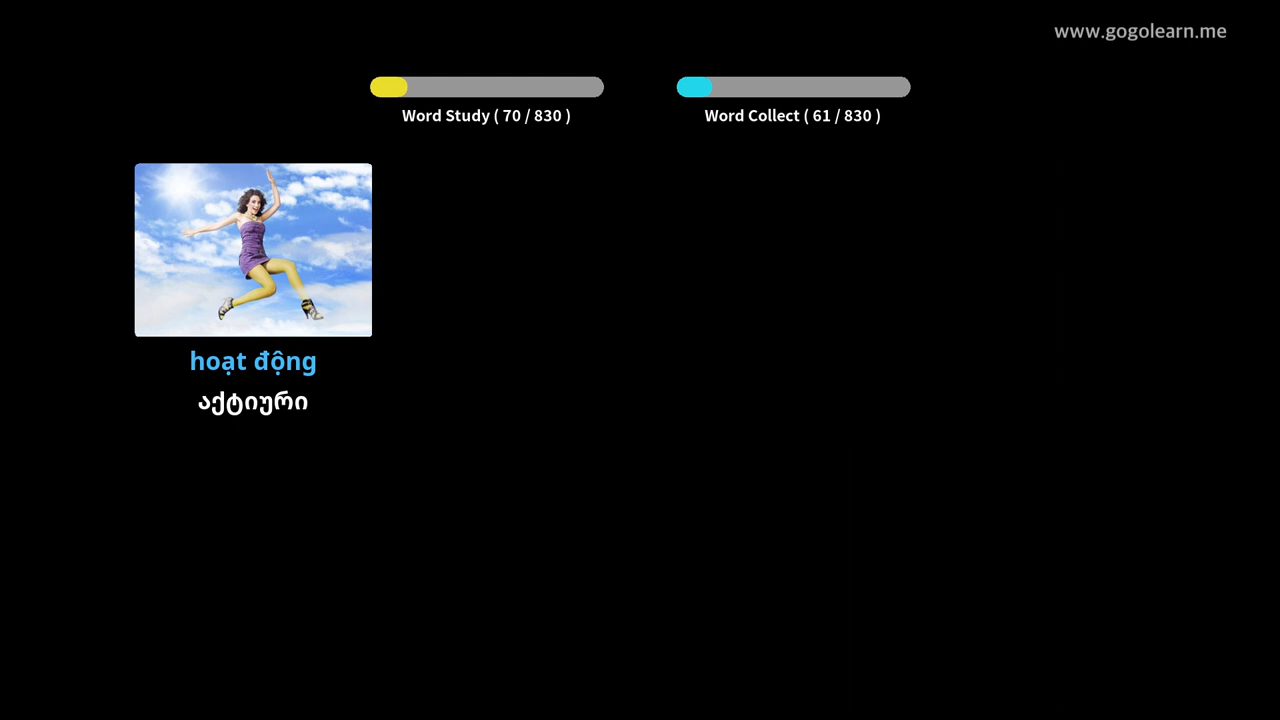 www.gogolearn.me
Word Study ( 70 / 830 )
Word Collect ( 61 / 830 )
hoạt động
აქტიური